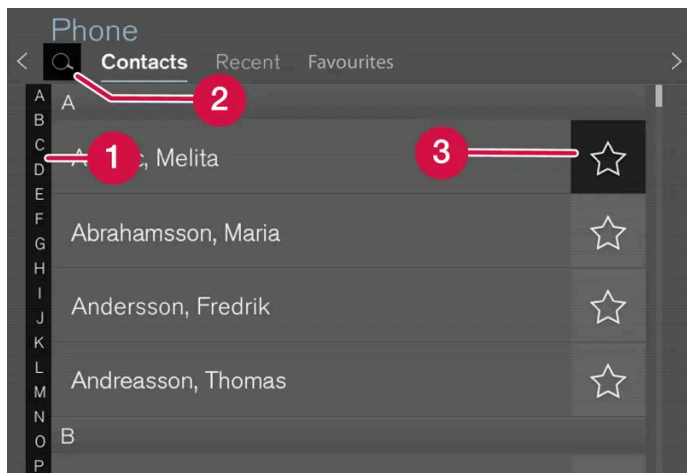 Phone
Contacts Recent Favourites
2
A
B
C
D
E
F
G
H
I
J
K
L
M
N
O
P
A
1
Melita
3
Abrahamsson, Maria
Andersson, Fredrik
Andreasson, Thomas
B